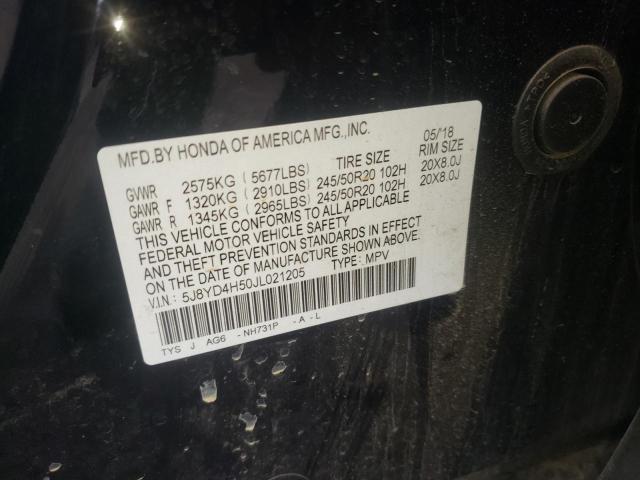 MFD.BY HONDA OF AMERICA MFG.,INC. 05/18
TIRE SIZE RIM SIZE
GVWR 2575KG ( 5677LBS)
GAWR F 1320KG ( 2910LBS) 245/50R20 102H 20X8.0J
GAWR R 1345KG ( 2965LBS) 245/50R20 102H 20X8.0J
THIS VEHICLE CONFORMS TO ALL APPLICABLE
FEDERAL MOTOR VEHICLE SAFETY
AND THEFT PREVENTION STANDARDS IN EFFECT
ON THE DATE OF MANUFACTURE SHOWN ABOVE.
V.I.N.: 5J8YD4H50JL021205 TYPE: MPV
TYS J AG6 - NH731P - A - L